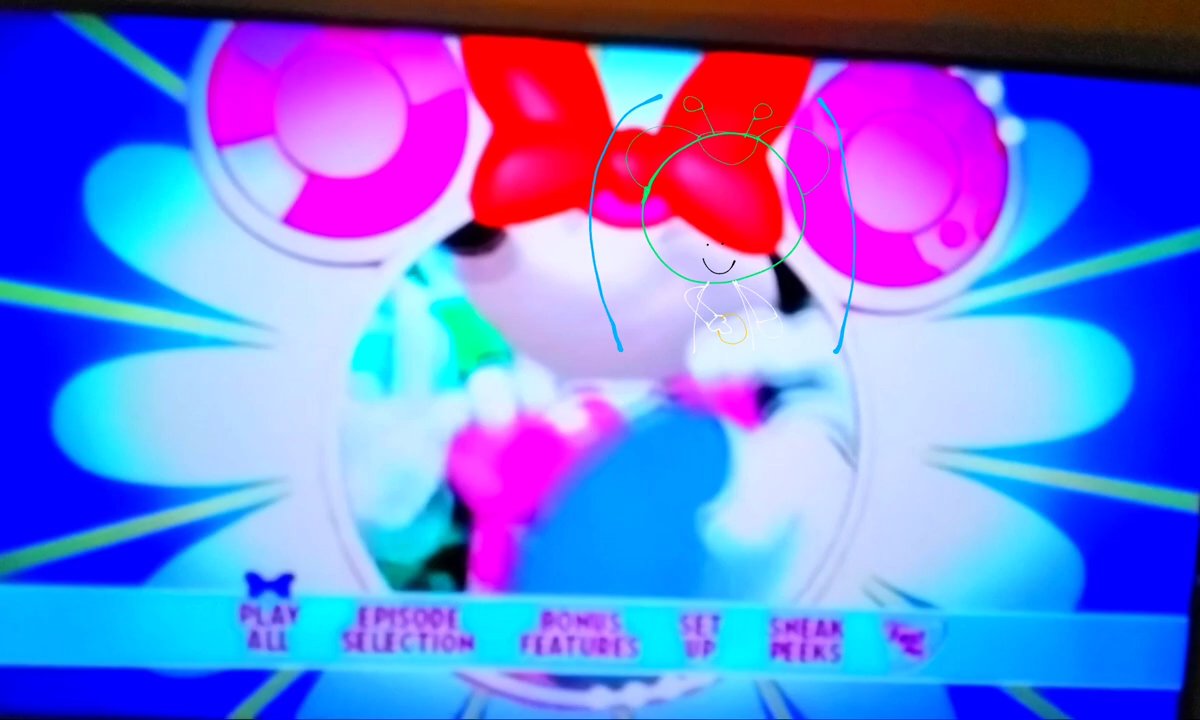 PLAY
ALL
EPISODE
SELECTION
BONUS
FEATURES
SET
UP
SNEAK
PEEKS